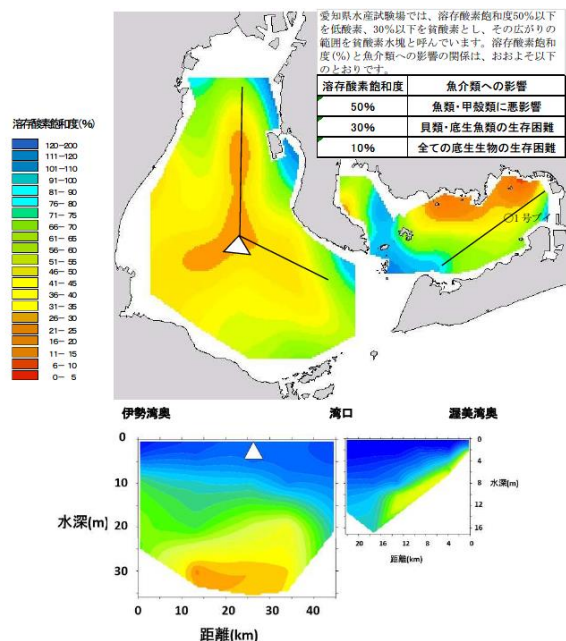 愛知県水産試験場では、溶存酸素飽和度50%以下
を低酸素、30%以下を貧酸素とし、その広がりの
範囲を貧酸素水塊と呼んでいます。溶存酸素飽和
度(%)と魚介類への影響の関係は、おおよそ以下
のとおりです。
溶存酸素飽和度 魚介類への影響
50% 魚類・甲殻類に悪影響
30% 貝類・底生魚類の生存困難
10% 全ての底生生物の生存困難
溶存酸素飽和度(%)
120-200
111-120
101-110
91-100
81- 90
76- 80
71- 75
66- 70
61- 65
56- 60
51- 55
46- 50
41- 45
36- 40
31- 35
26- 30
21- 25
16- 20
11- 15
6- 10
0- 5
1号ブイ
伊勢湾奥 湾口 渥美湾奥
0
10
20
30
水深(m)
0 10 20 30 40
距離(km)
0
4
8
12
16
水深(m)
20 16 12 8 4 0
距離(km)